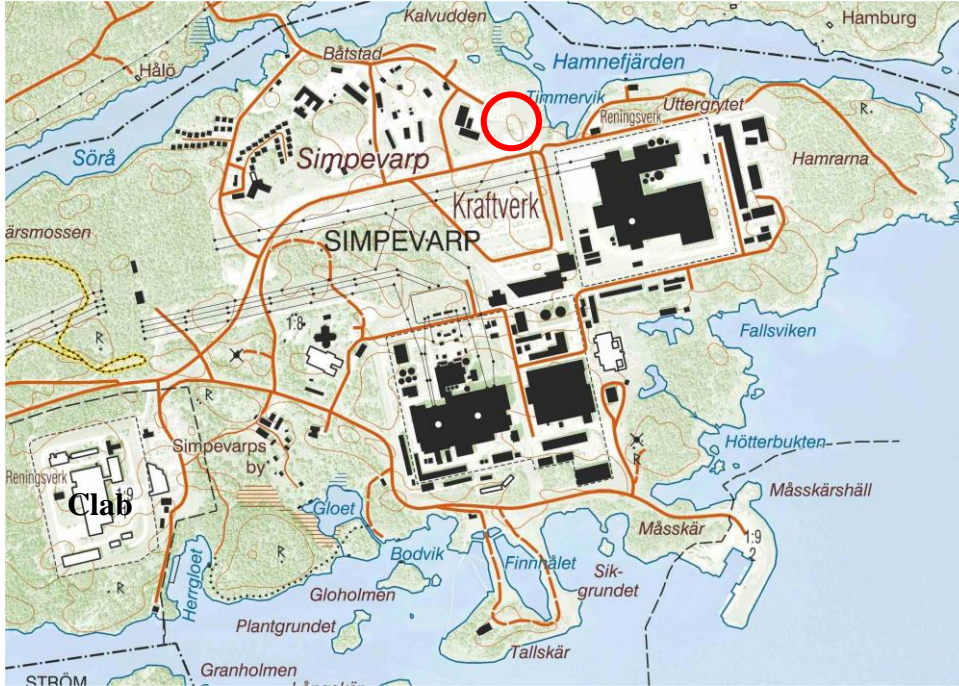 Kalvudden
Hamburg
Båtstad
Hålö
Hamnefjärden
Timmervik
Uttergrytet
Reningsverk
R
Sörå
Simpevarp
Hamrarna
Kraftverk
ärsmossen
SIMPEVARP
R
1:8
Fallsviken
R
Simpevarps
by
Hötterbukten
R
Reningsverk
Clab
1:9
Måsskärshäll
Gloet
Måsskär
1:9
2
R
Bodvik
Finnhålet
Sik-
grundet
Herrgloet
Gloholmen
R
Plantgrundet
Tallskär
Granholmen
STRÖM